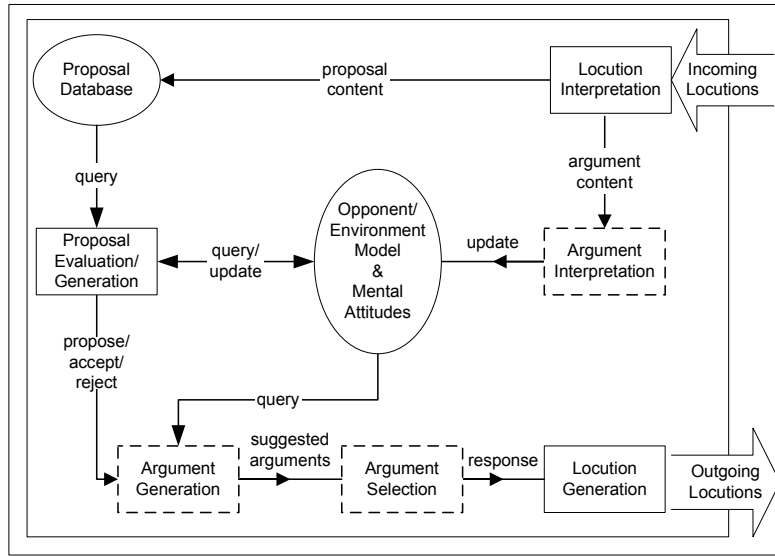 Proposal
Database
proposal
content
Locution
Interpretation
Incoming
Locutions
query
argument
content
Proposal
Evaluation/
Generation
query/
update
Opponent/
Environment
Model
&
Mental
Attitudes
update
Argument
Interpretation
propose/
accept/
reject
query
Argument
Generation
suggested
arguments
Argument
Selection
response
Locution
Generation
Outgoing
Locutions